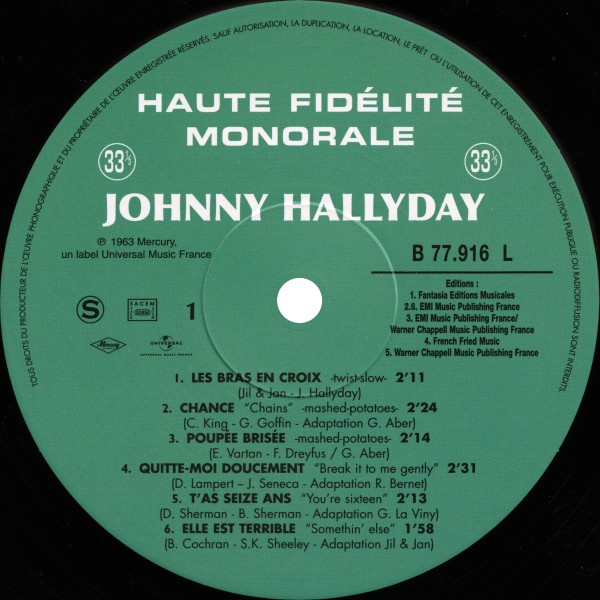 TOUS DROITS DU PRODUCTEUR DE L'ŒUVRE PHONOGRAPHIQUE ET DU PROPRIÉTAIRE DE L'ŒUVRE ENREGISTRÉE RÉSERVÉS. SAUF AUTORISATION, LA DUPLICATION, LA LOCATION, LE PRÊT OU L'UTILISATION DE CET ENREGISTREMENT POUR EXÉCUTION PUBLIQUE OU RADIODIFFUSION SONT INTERDITS.
HAUTE FIDÉLITÉ
MONORALE
33 1/3
33 1/3
JOHNNY HALLYDAY
℗ 1963 Mercury,
un label Universal Music France
B 77.916 L
S
SACEM
1
Mercury
UNIVERSAL
UNIVERSAL MUSIC FRANCE
Editions :
1. Fantasia Editions Musicales
2.6. EMI Music Publishing France
3. EMI Music Publishing France/
Warner Chappell Music Publishing France
4. French Fried Music
5. Warner Chappell Music Publishing France
1. LES BRAS EN CROIX -twist-slow- 2'11
(Jil & Jan - J. Hallyday)
2. CHANCE "Chains" -mashed-potatoes- 2'24
(C. King - G. Goffin - Adaptation G. Aber)
3. POUPÉE BRISÉE -mashed-potatoes- 2'14
(E. Vartan - F. Dreyfus / G. Aber)
4. QUITTE-MOI DOUCEMENT "Break it to me gently" 2'31
(D. Lampert – J. Seneca - Adaptation R. Bernet)
5. T'AS SEIZE ANS "You're sixteen" 2'13
(D. Sherman - B. Sherman - Adaptation G. La Viny)
6. ELLE EST TERRIBLE "Somethin' else" 1'58
(B. Cochran - S.K. Sheeley - Adaptation Jil & Jan)